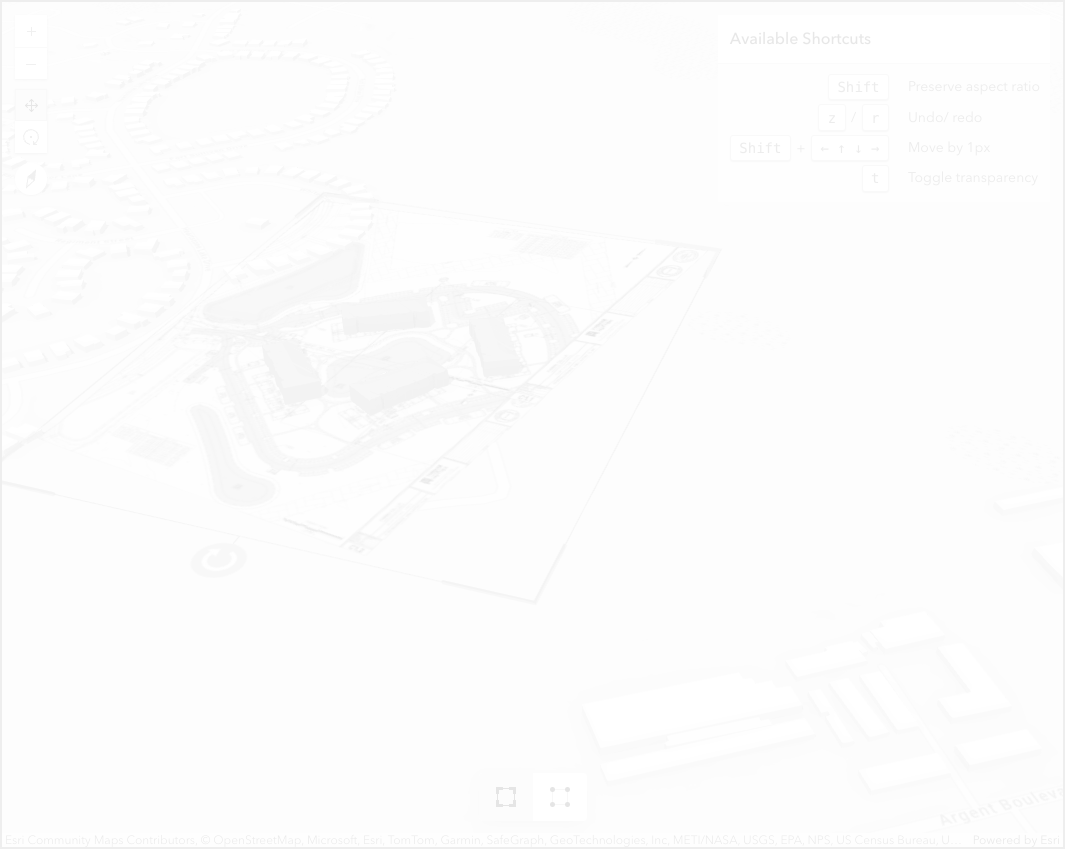 +
Available Shortcuts
−
Shift Preserve aspect ratio
z / r Undo/ redo
Shift + ← ↑ ↓ → Move by 1px
t Toggle transparency
Argent Bouleva
Esri Community Maps Contributors, © OpenStreetMap, Microsoft, Esri, TomTom, Garmin, SafeGraph, GeoTechnologies, Inc, METI/NASA, USGS, EPA, NPS, US Census Bureau, U... Powered by Esri